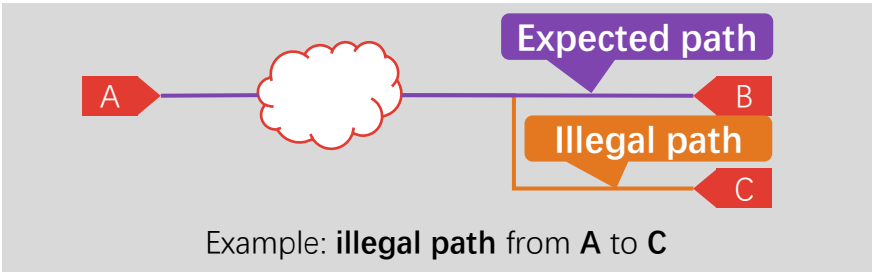 Expected path
A
B
Illegal path
C
Example: illegal path from A to C